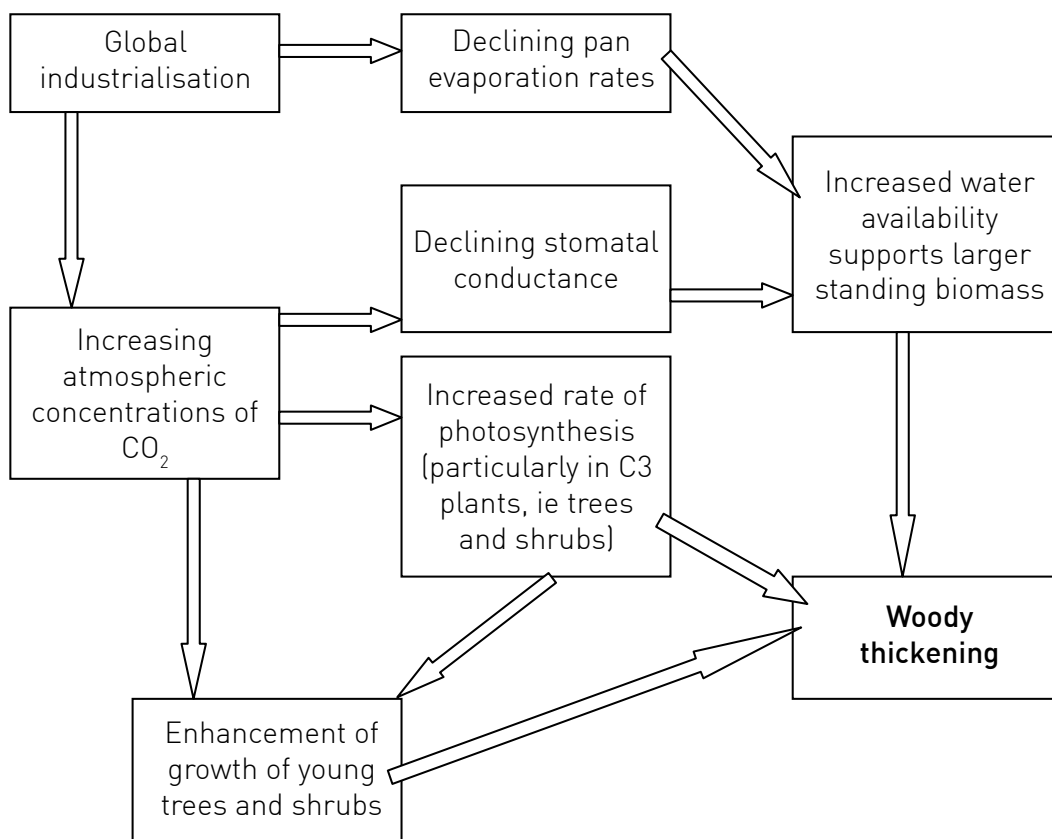 Global
industrialisation
Declining pan
evaporation rates
Increased water
availability
supports larger
standing biomass
Declining stomatal
conductance
Increasing
atmospheric
concentrations of
CO₂
Increased rate of
photosynthesis
(particularly in C3
plants, ie trees
and shrubs)
Woody
thickening
Enhancement of
growth of young
trees and shrubs